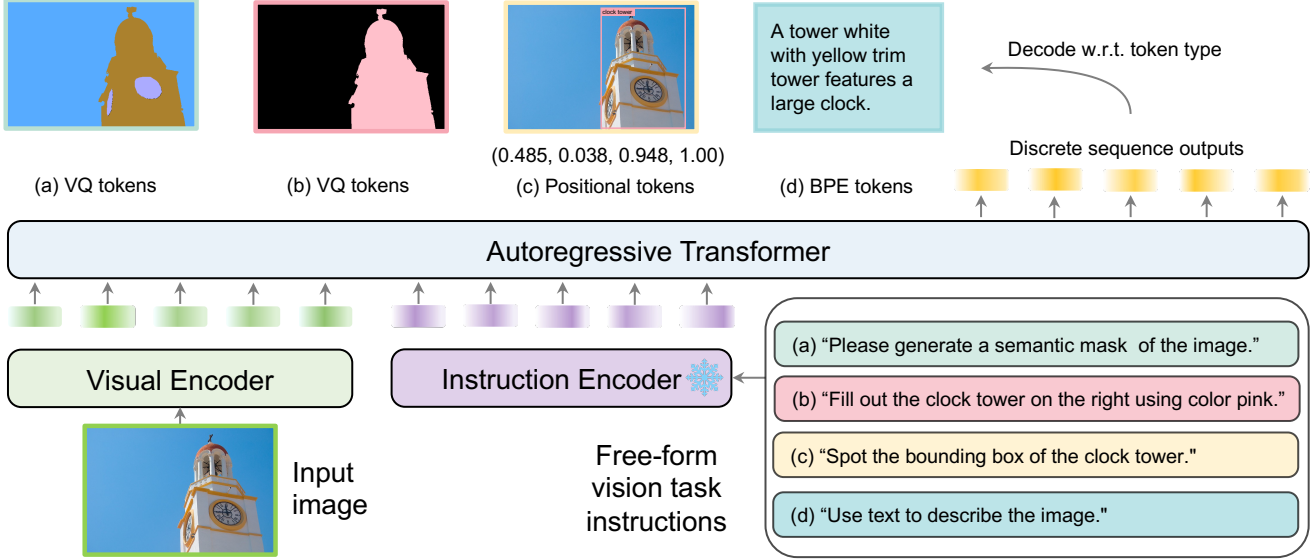 clock tower
A tower white
with yellow trim
tower features a
large clock.
Decode w.r.t. token type
(0.485, 0.038, 0.948, 1.00)
Discrete sequence outputs
(a) VQ tokens
(b) VQ tokens
(c) Positional tokens
(d) BPE tokens
Autoregressive Transformer
Visual Encoder
Instruction Encoder
(a) “Please generate a semantic mask of the image.”
(b) “Fill out the clock tower on the right using color pink.”
(c) “Spot the bounding box of the clock tower."
(d) “Use text to describe the image."
Input
image
Free-form
vision task
instructions